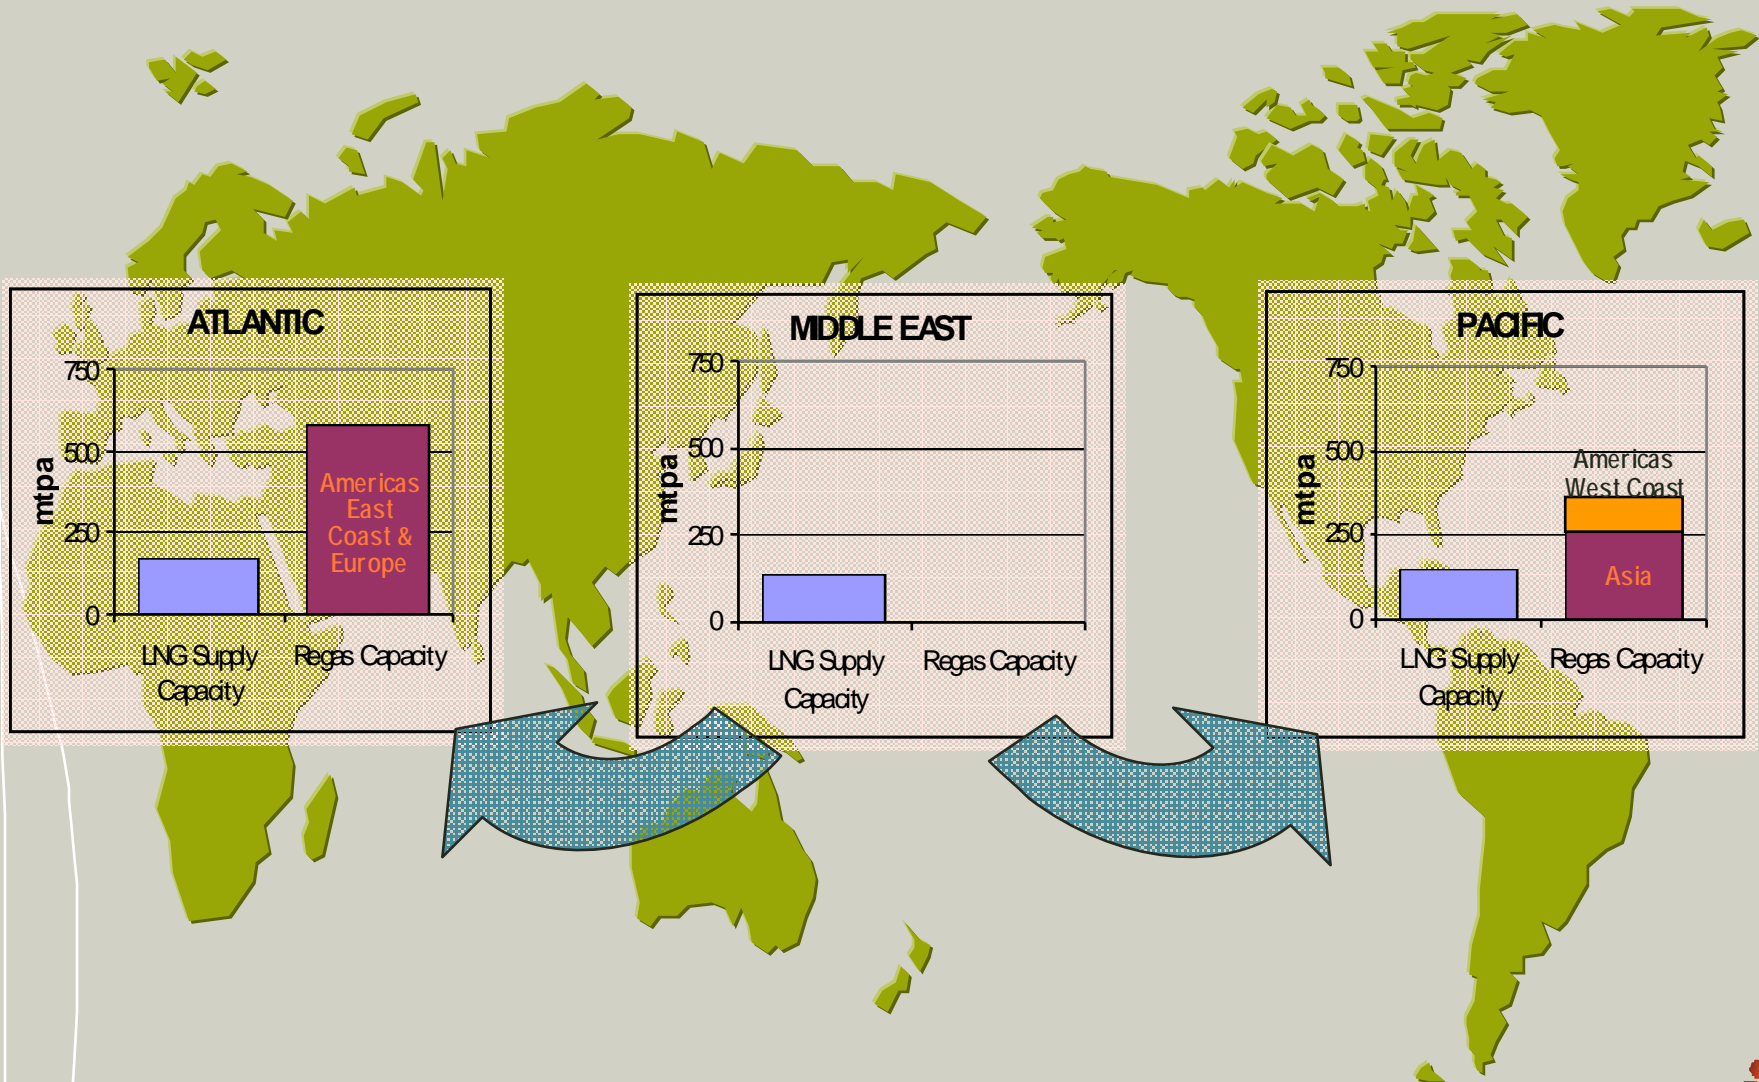 ATLANTIC
750
500
250
0
mtpa
Americas
East
Coast &
Europe
LNG Supply
Capacity
Regas Capacity
MIDDLE EAST
750
500
250
0
mtpa
LNG Supply
Capacity
Regas Capacity
PACIFIC
750
500
250
0
mtpa
Americas
West Coast
Asia
LNG Supply
Capacity
Regas Capacity